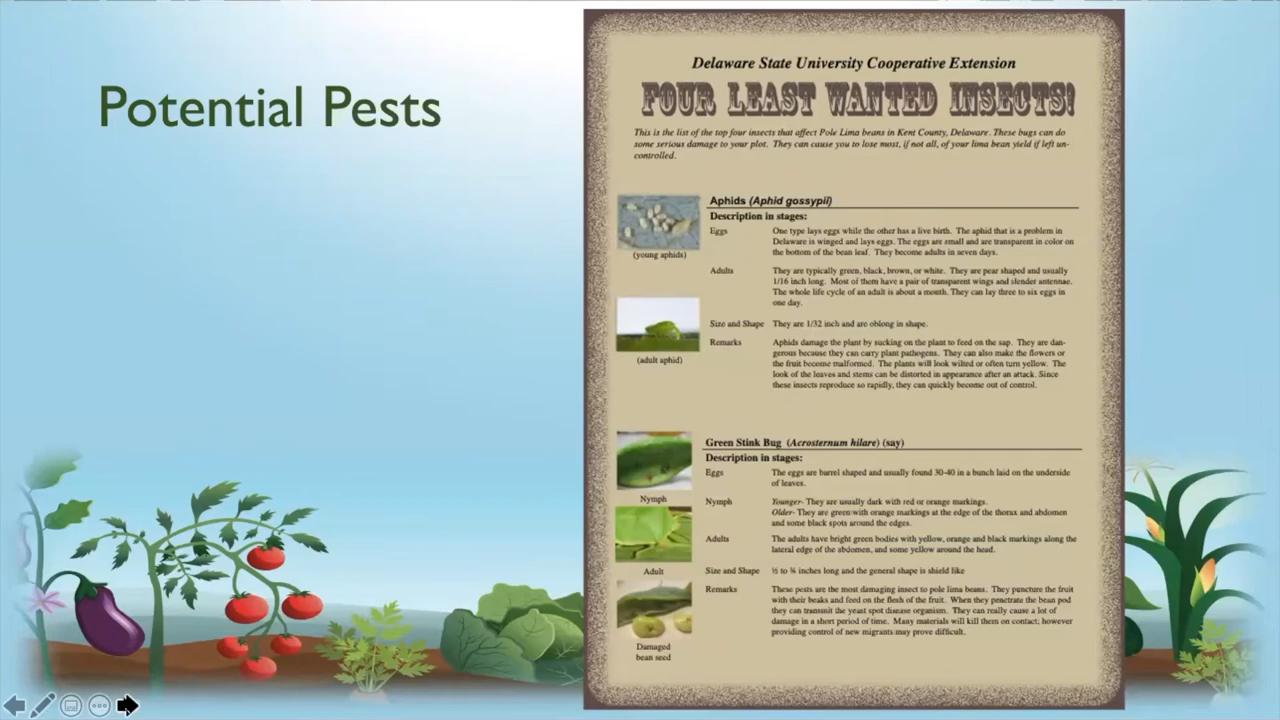 Potential Pests
Delaware State University Cooperative Extension
FOUR LEAST WANTED INSECTS!
This is the list of the top four insects that affect Pole Lima beans in Kent County, Delaware. These bugs can do
some serious damage to your plot. They can cause you to lose most, if not all, of your lima bean yield if left un-
controlled.
Aphids (Aphid gossypii)
Description in stages:
(young aphids)
Eggs One type lays eggs while the other has a live birth. The aphid that is a problem in
Delaware is winged and lays eggs. The eggs are small and are transparent in color on
the bottom of the bean leaf. They become adults in seven days.
Adults They are typically green, black, brown, or white. They are pear shaped and usually
1/16 inch long. Most of them have a pair of transparent wings and slender antennae.
The whole life cycle of an adult is about a month. They can lay three to six eggs in
one day.
Size and Shape They are 1/32 inch and are oblong in shape.
(adult aphid)
Remarks Aphids damage the plant by sucking on the plant to feed on the sap. They are dan-
gerous because they can carry plant pathogens. They can also make the flowers or
the fruit become malformed. The plants will look wilted or often turn yellow. The
look of the leaves and stems can be distorted in appearance after an attack. Since
these insects reproduce so rapidly, they can quickly become out of control.
Green Stink Bug (Acrosternum hilare) (say)
Description in stages:
Eggs The eggs are barrel shaped and usually found 30-40 in a bunch laid on the underside
of leaves.
Nymph
Nymph Younger- They are usually dark with red or orange markings.
Older- They are green with orange markings at the edge of the thorax and abdomen
and some black spots around the edges.
Adults The adults have bright green bodies with yellow, orange and black markings along the
lateral edge of the abdomen, and some yellow around the head.
Adult
Size and Shape ½ to ¾ inches long and the general shape is shield like
Remarks These pests are the most damaging insect to pole lima beans. They puncture the fruit
with their beaks and feed on the flesh of the fruit. When they penetrate the bean pod
they can transmit the yeast spot disease organism. They can really cause a lot of
damage in a short period of time. Many materials will kill them on contact; however
providing control of new migrants may prove difficult.
Damaged
bean seed